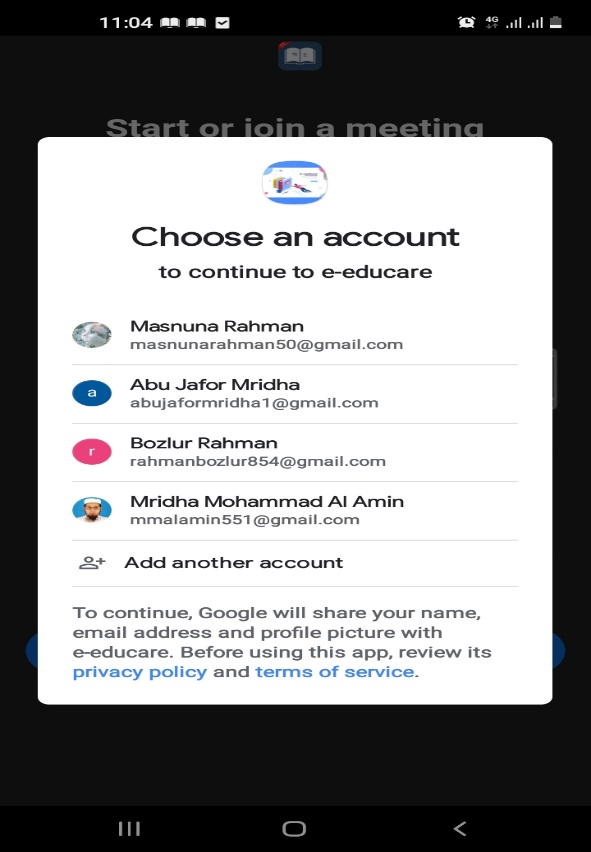 11:04
4G
Start or join a meeting
Choose an account
to continue to e-educare
Masnuna Rahman
masnunarahman50@gmail.com
a
Abu Jafor Mridha
abujaformridha1@gmail.com
r
Bozlur Rahman
rahmanbozlur854@gmail.com
Mridha Mohammad Al Amin
mmalamin551@gmail.com
Add another account
To continue, Google will share your name,
email address and profile picture with
e-educare. Before using this app, review its
privacy policy and terms of service.